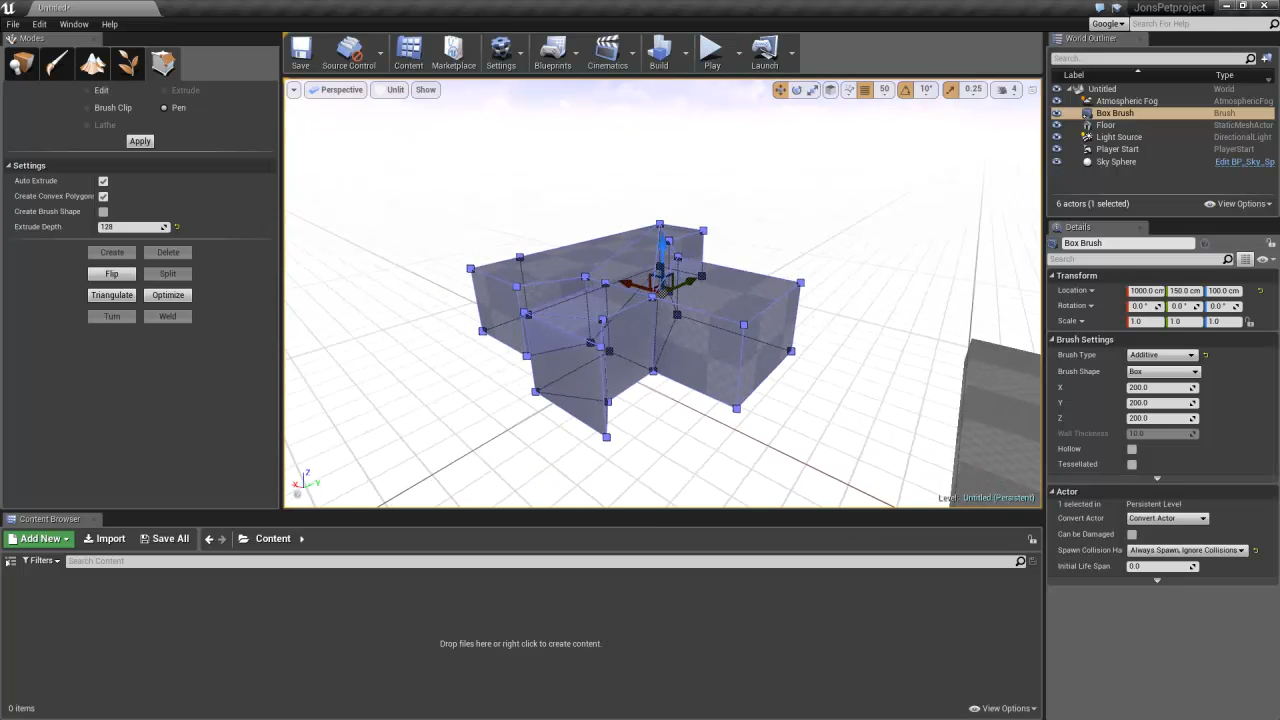 Untitled*
JonsPetproject
File Edit Window Help
Google Search For Help
Modes
Edit Extrude
Brush Clip Pen
Lathe
Apply
Settings
Auto Extrude
Create Convex Polygons
Create Brush Shape
Extrude Depth 128
Create Delete
Flip Split
Triangulate Optimize
Turn Weld
Save Source Control Content Marketplace Settings Blueprints Cinematics Build Play Launch
Perspective Unlit Show
50 10° 0.25 4
Z
X Y
Level: Untitled (Persistent)
World Outliner
Search...
Label Type
Untitled World
Atmospheric Fog AtmosphericFog
Box Brush Brush
Floor StaticMeshActor
Light Source DirectionalLight
Player Start PlayerStart
Sky Sphere Edit BP_Sky_Sp
6 actors (1 selected) View Options
Details
Box Brush
Search
Transform
Location 1000.0 cm 150.0 cm 100.0 cm
Rotation 0.0° 0.0° 0.0°
Scale 1.0 1.0 1.0
Brush Settings
Brush Type Additive
Brush Shape Box
X 200.0
Y 200.0
Z 200.0
Wall Thickness 10.0
Hollow
Tessellated
Actor
1 selected in Persistent Level
Convert Actor Convert Actor
Can be Damaged
Spawn Collision Ha Always Spawn, Ignore Collisions
Initial Life Span 0.0
Content Browser
Add New Import Save All Content
Filters Search Content
Drop files here or right click to create content.
0 items View Options